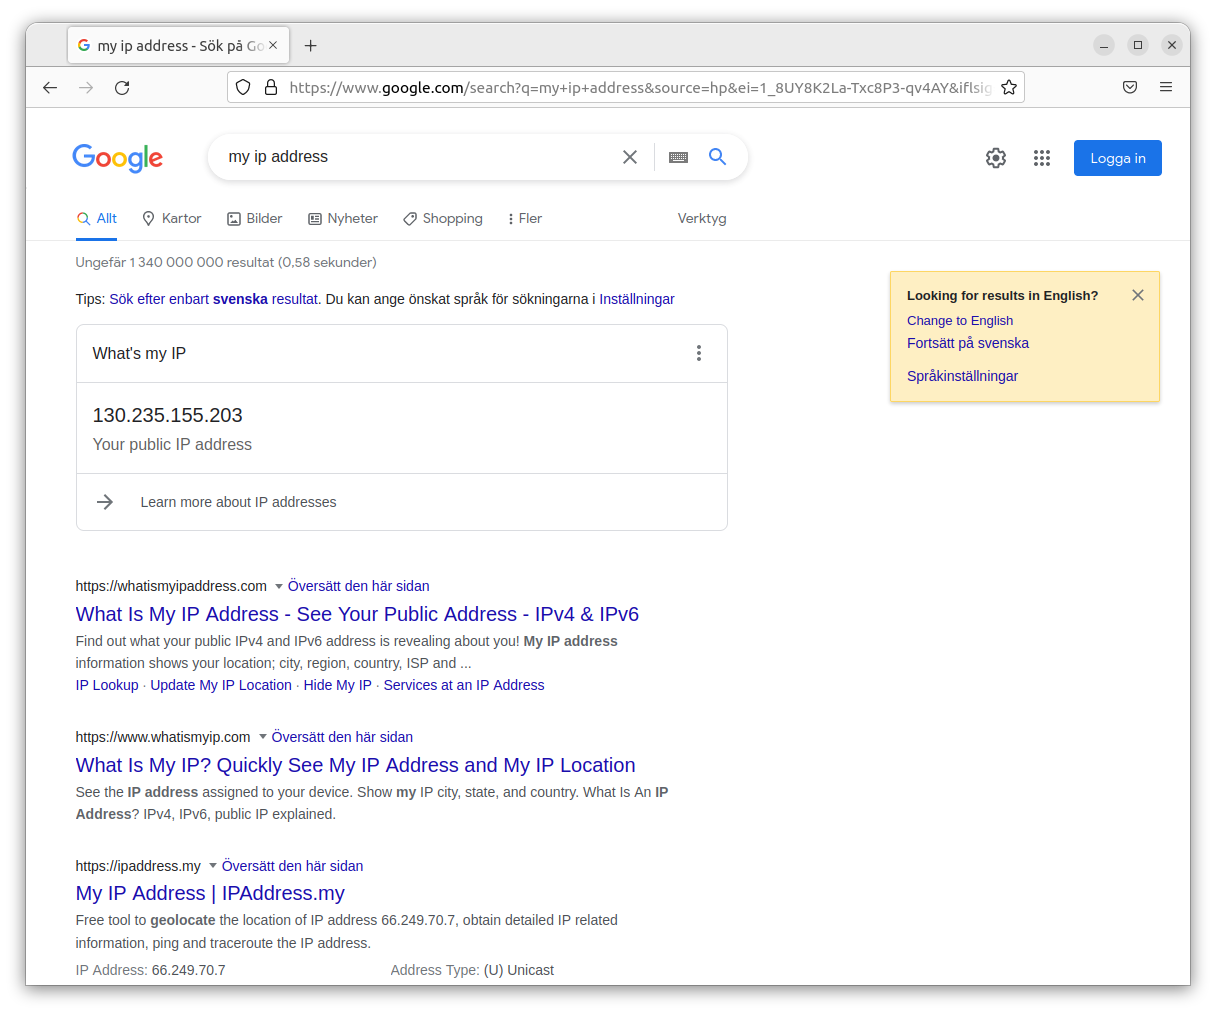 my ip address - Sök på Go
https://www.google.com/search?q=my+ip+address&source=hp&ei=1_8UY8K2La-Txc8P3-qv4AY&iflsig
Google
my ip address
Logga in
Allt
Kartor
Bilder
Nyheter
Shopping
Fler
Verktyg
Ungefär 1 340 000 000 resultat (0,58 sekunder)
Tips: Sök efter enbart svenska resultat. Du kan ange önskat språk för sökningarna i Inställningar
Looking for results in English?
Change to English
Fortsätt på svenska
Språkinställningar
What's my IP
130.235.155.203
Your public IP address
Learn more about IP addresses
https://whatismyipaddress.com Översätt den här sidan
What Is My IP Address - See Your Public Address - IPv4 & IPv6
Find out what your public IPv4 and IPv6 address is revealing about you! My IP address
information shows your location; city, region, country, ISP and ...
IP Lookup · Update My IP Location · Hide My IP · Services at an IP Address
https://www.whatismyip.com Översätt den här sidan
What Is My IP? Quickly See My IP Address and My IP Location
See the IP address assigned to your device. Show my IP city, state, and country. What Is An IP
Address? IPv4, IPv6, public IP explained.
https://ipaddress.my Översätt den här sidan
My IP Address | IPAddress.my
Free tool to geolocate the location of IP address 66.249.70.7, obtain detailed IP related
information, ping and traceroute the IP address.
IP Address: 66.249.70.7 Address Type: (U) Unicast